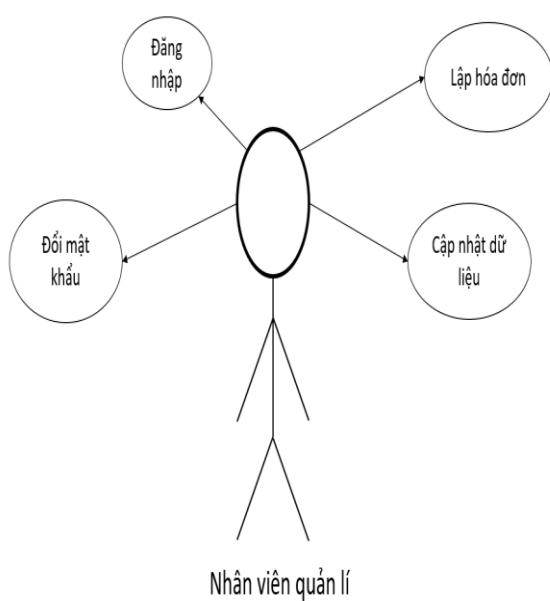 Đăng
nhập
Lập hóa đơn
Đổi mật
khẩu
Cập nhật dữ
liệu
Nhân viên quản lí